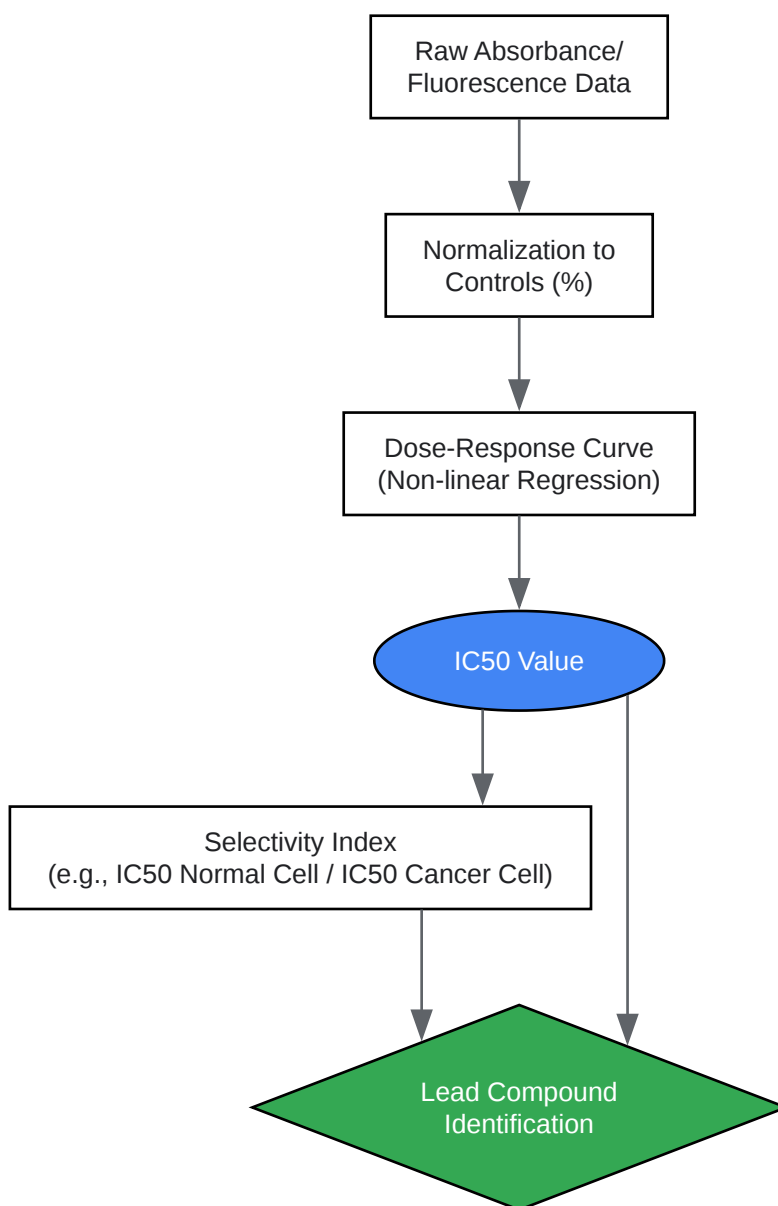 Raw Absorbance/
Fluorescence Data
Normalization to
Controls (%)
Dose-Response Curve
(Non-linear Regression)
IC50 Value
Selectivity Index
(e.g., IC50 Normal Cell / IC50 Cancer Cell)
Lead Compound
Identification